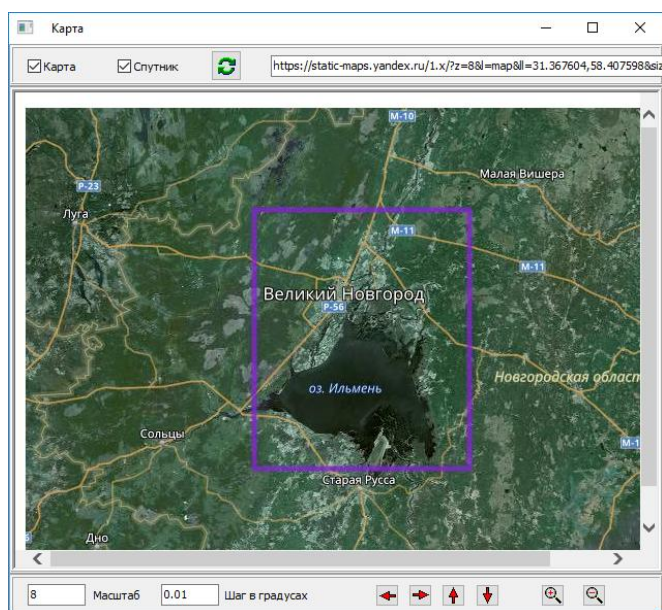 Карта
Карта Спутник https://static-maps.yandex.ru/1.x/?z=8&l=map&ll=31.367604,58.407598&siz
М-10
Малая Вишера
Р-23
Луга
М-11
М-11
Великий Новгород
Р-56
оз. Ильмень
Новгородская област
Сольцы
М-1
Старая Русса
Дно
8 Масштаб 0.01 Шаг в градусах